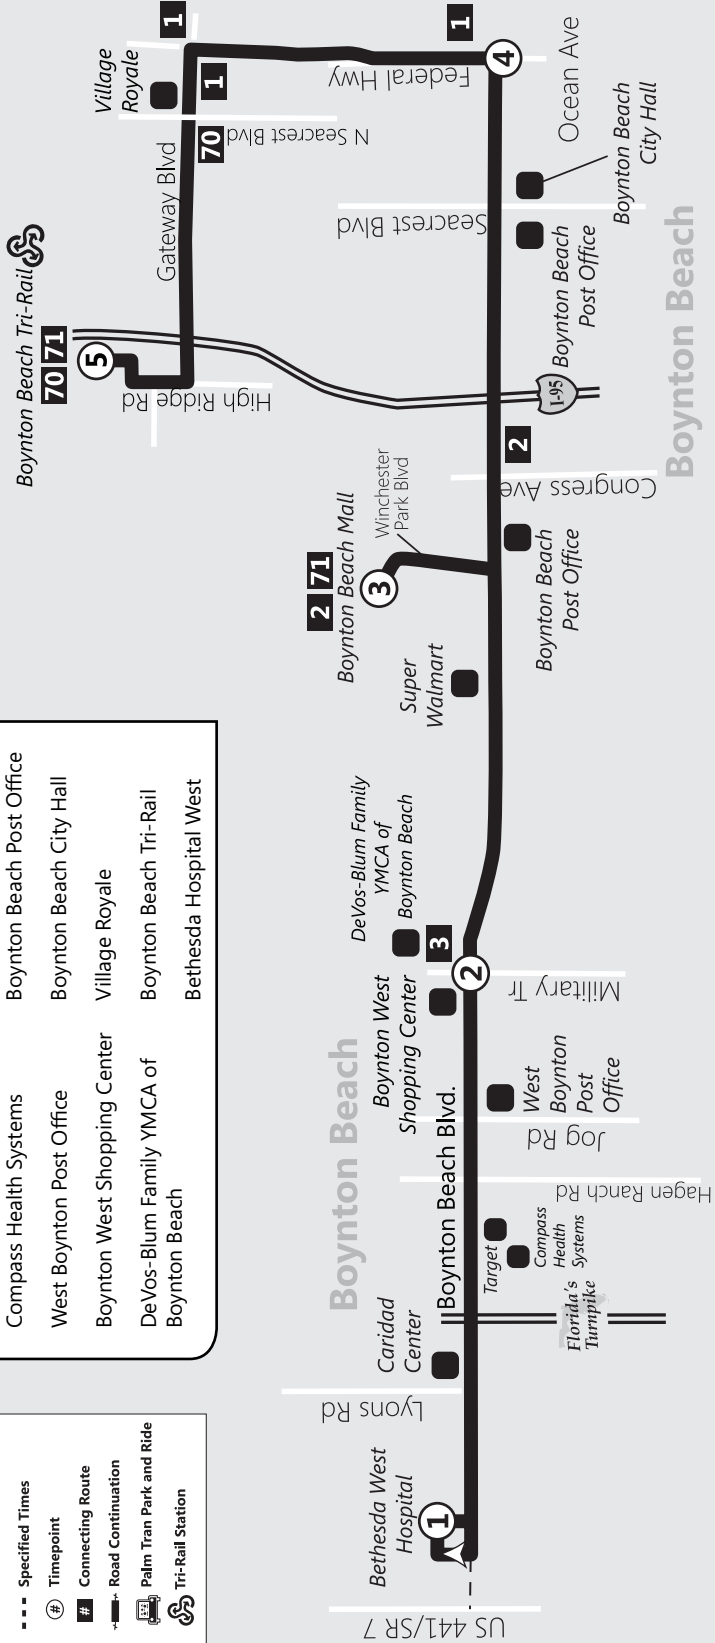 Compass Health Systems
West Boynton Post Office
Boynton West Shopping Center
DeVos-Blum Family YMCA of
Boynton Beach
Boynton Beach Post Office
Boynton Beach City Hall
Village Royale
Boynton Beach Tri-Rail
Bethesda Hospital West
Specified Times
# Timepoint
# Connecting Route
Road Continuation
Palm Tran Park and Ride
Tri-Rail Station
US 441/SR 7
Bethesda West
Hospital
1
Lyons Rd
Caridad
Center
Florida's
Turnpike
Boynton Beach Blvd.
Boynton Beach
Target
Compass
Health
Systems
Hagen Ranch Rd
Jog Rd
West
Boynton
Post
Office
Boynton West
Shopping Center
Military Tr
2
3
DeVos-Blum Family
YMCA of
Boynton Beach
Super
Walmart
2 71
Boynton Beach Mall
3
Winchester
Park Blvd
Boynton Beach
Post Office
Congress Ave
2
I-95
Boynton Beach
Boynton Beach
Post Office
Seacrest Blvd
Boynton Beach
City Hall
Ocean Ave
4
1
Federal Hwy
1
1
Village
Royale
70
N Seacrest Blvd
Gateway Blvd
High Ridge Rd
5
70 71
Boynton Beach Tri-Rail